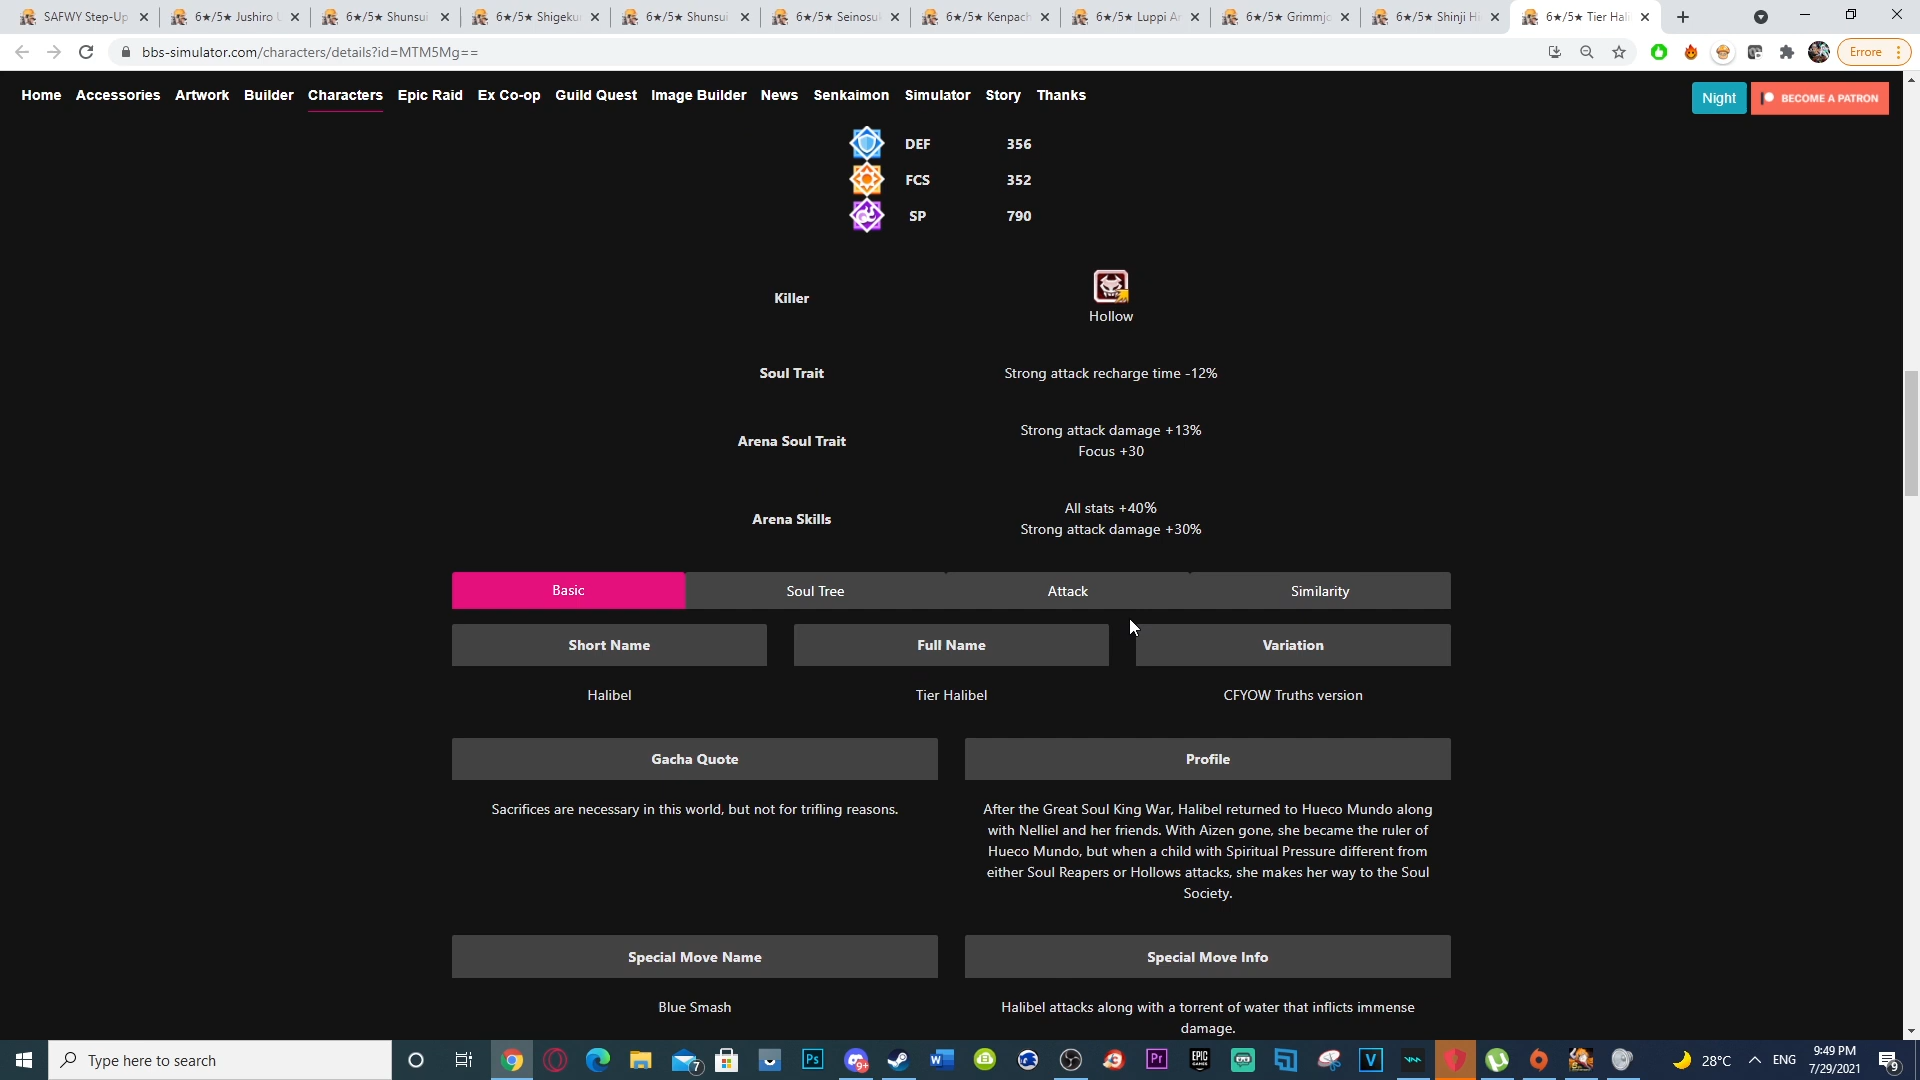 SAFWY Step-Up
6★/5★ Jushiro U
6★/5★ Shunsui
6★/5★ Shigeku
6★/5★ Shunsui
6★/5★ Seinosu
6★/5★ Kenpach
6★/5★ Luppi An
6★/5★ Grimmjo
6★/5★ Shinji Hi
6★/5★ Tier Hali
bbs-simulator.com/characters/details?id=MTM5Mg==
Errore
Home Accessories Artwork Builder Characters Epic Raid Ex Co-op Guild Quest Image Builder News Senkaimon Simulator Story Thanks
Night
BECOME A PATRON
DEF 356
FCS 352
SP 790
Killer
Hollow
Soul Trait
Strong attack recharge time -12%
Arena Soul Trait
Strong attack damage +13%
Focus +30
Arena Skills
All stats +40%
Strong attack damage +30%
Basic Soul Tree Attack Similarity
Short Name Full Name Variation
Halibel Tier Halibel CFYOW Truths version
Gacha Quote
Sacrifices are necessary in this world, but not for trifling reasons.
Profile
After the Great Soul King War, Halibel returned to Hueco Mundo along
with Nelliel and her friends. With Aizen gone, she became the ruler of
Hueco Mundo, but when a child with Spiritual Pressure different from
either Soul Reapers or Hollows attacks, she makes her way to the Soul
Society.
Special Move Name
Blue Smash
Special Move Info
Halibel attacks along with a torrent of water that inflicts immense
damage.
Type here to search
7
Ps
9+
Pr
EPIC GAMES
V
28°C
ENG
9:49 PM
7/29/2021
9